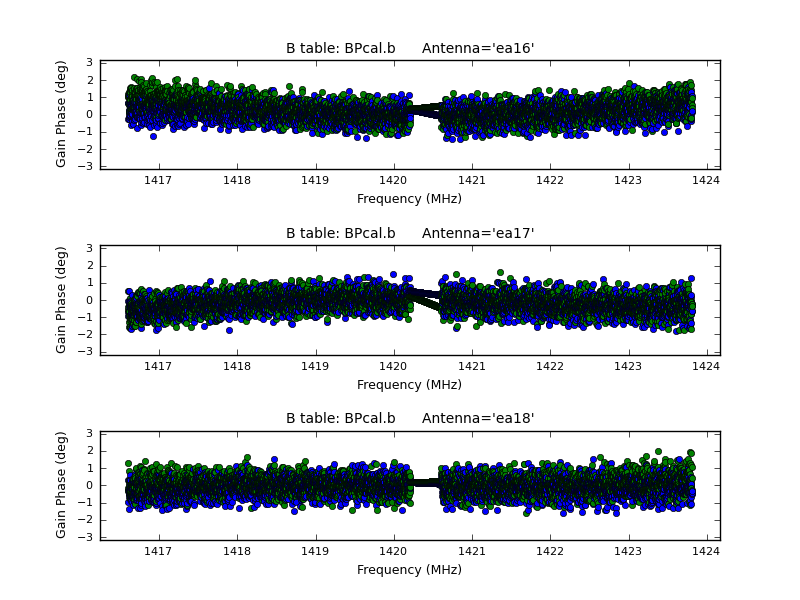 B table: BPcal.b Antenna='ea16'
Gain Phase (deg)
3
2
1
0
−1
−2
−3
1417 1418 1419 1420 1421 1422 1423 1424
Frequency (MHz)
B table: BPcal.b Antenna='ea17'
Gain Phase (deg)
3
2
1
0
−1
−2
−3
1417 1418 1419 1420 1421 1422 1423 1424
Frequency (MHz)
B table: BPcal.b Antenna='ea18'
Gain Phase (deg)
3
2
1
0
−1
−2
−3
1417 1418 1419 1420 1421 1422 1423 1424
Frequency (MHz)